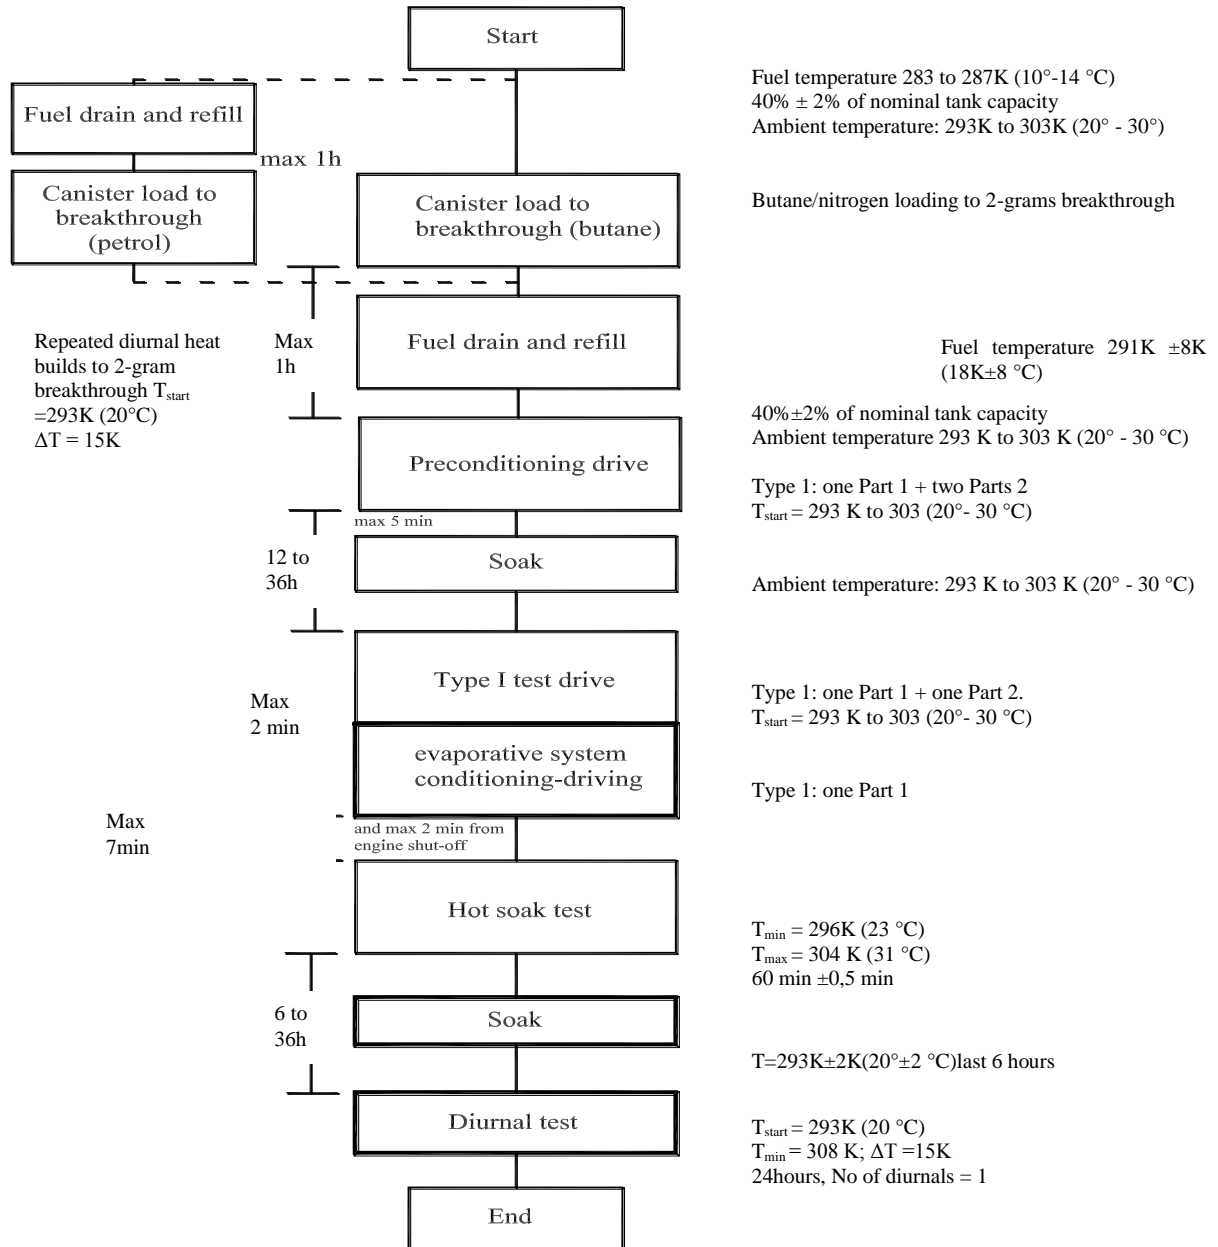 Start
Fuel temperature 283 to 287K (10°-14 °C)
40% ± 2% of nominal tank capacity
Ambient temperature: 293K to 303K (20° - 30°)
Fuel drain and refill
max 1h
Canister load to
breakthrough
(petrol)
Canister load to
breakthrough (butane)
Butane/nitrogen loading to 2-grams breakthrough
Repeated diurnal heat
builds to 2-gram
breakthrough Tstart
=293K (20°C)
ΔT = 15K
Max
1h
Fuel drain and refill
Fuel temperature 291K ±8K
(18K±8 °C)
40%±2% of nominal tank capacity
Ambient temperature 293 K to 303 K (20° - 30 °C)
Preconditioning drive
Type 1: one Part 1 + two Parts 2
Tstart = 293 K to 303 (20°- 30 °C)
max 5 min
12 to
36h
Soak
Ambient temperature: 293 K to 303 K (20° - 30 °C)
Type I test drive
Max
2 min
Type 1: one Part 1 + one Part 2.
Tstart = 293 K to 303 (20°- 30 °C)
evaporative system
conditioning-driving
Type 1: one Part 1
Max
7min
and max 2 min from
engine shut-off
Hot soak test
Tmin = 296K (23 °C)
Tmax = 304 K (31 °C)
60 min ±0,5 min
6 to
36h
Soak
T=293K±2K(20°±2 °C)last 6 hours
Diurnal test
Tstart = 293K (20 °C)
Tmin = 308 K; ΔT =15K
24hours, No of diurnals = 1
End